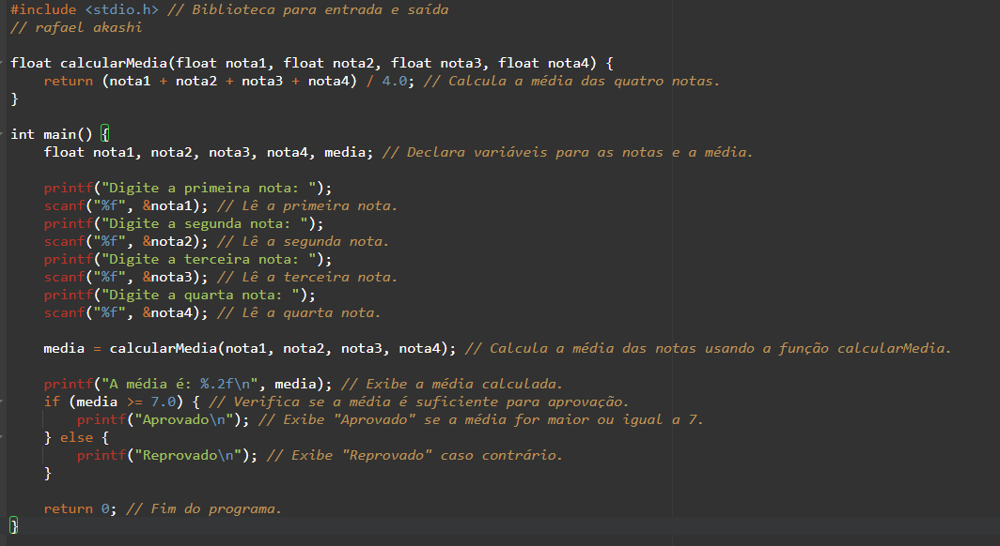 #include <stdio.h> // Biblioteca para entrada e saída
// rafael akashi
float calcularMedia(float nota1, float nota2, float nota3, float nota4) {
    return (nota1 + nota2 + nota3 + nota4) / 4.0; // Calcula a média das quatro notas.
}
int main() {
    float nota1, nota2, nota3, nota4, media; // Declara variáveis para as notas e a média.
    printf("Digite a primeira nota: ");
    scanf("%f", &nota1); // Lê a primeira nota.
    printf("Digite a segunda nota: ");
    scanf("%f", &nota2); // Lê a segunda nota.
    printf("Digite a terceira nota: ");
    scanf("%f", &nota3); // Lê a terceira nota.
    printf("Digite a quarta nota: ");
    scanf("%f", &nota4); // Lê a quarta nota.
    media = calcularMedia(nota1, nota2, nota3, nota4); // Calcula a média das notas usando a função calcularMedia.
    printf("A média é: %.2f\n", media); // Exibe a média calculada.
    if (media >= 7.0) { // Verifica se a média é suficiente para aprovação.
        printf("Aprovado\n"); // Exibe "Aprovado" se a média for maior ou igual a 7.
    } else {
        printf("Reprovado\n"); // Exibe "Reprovado" caso contrário.
    }
    return 0; // Fim do programa.
}